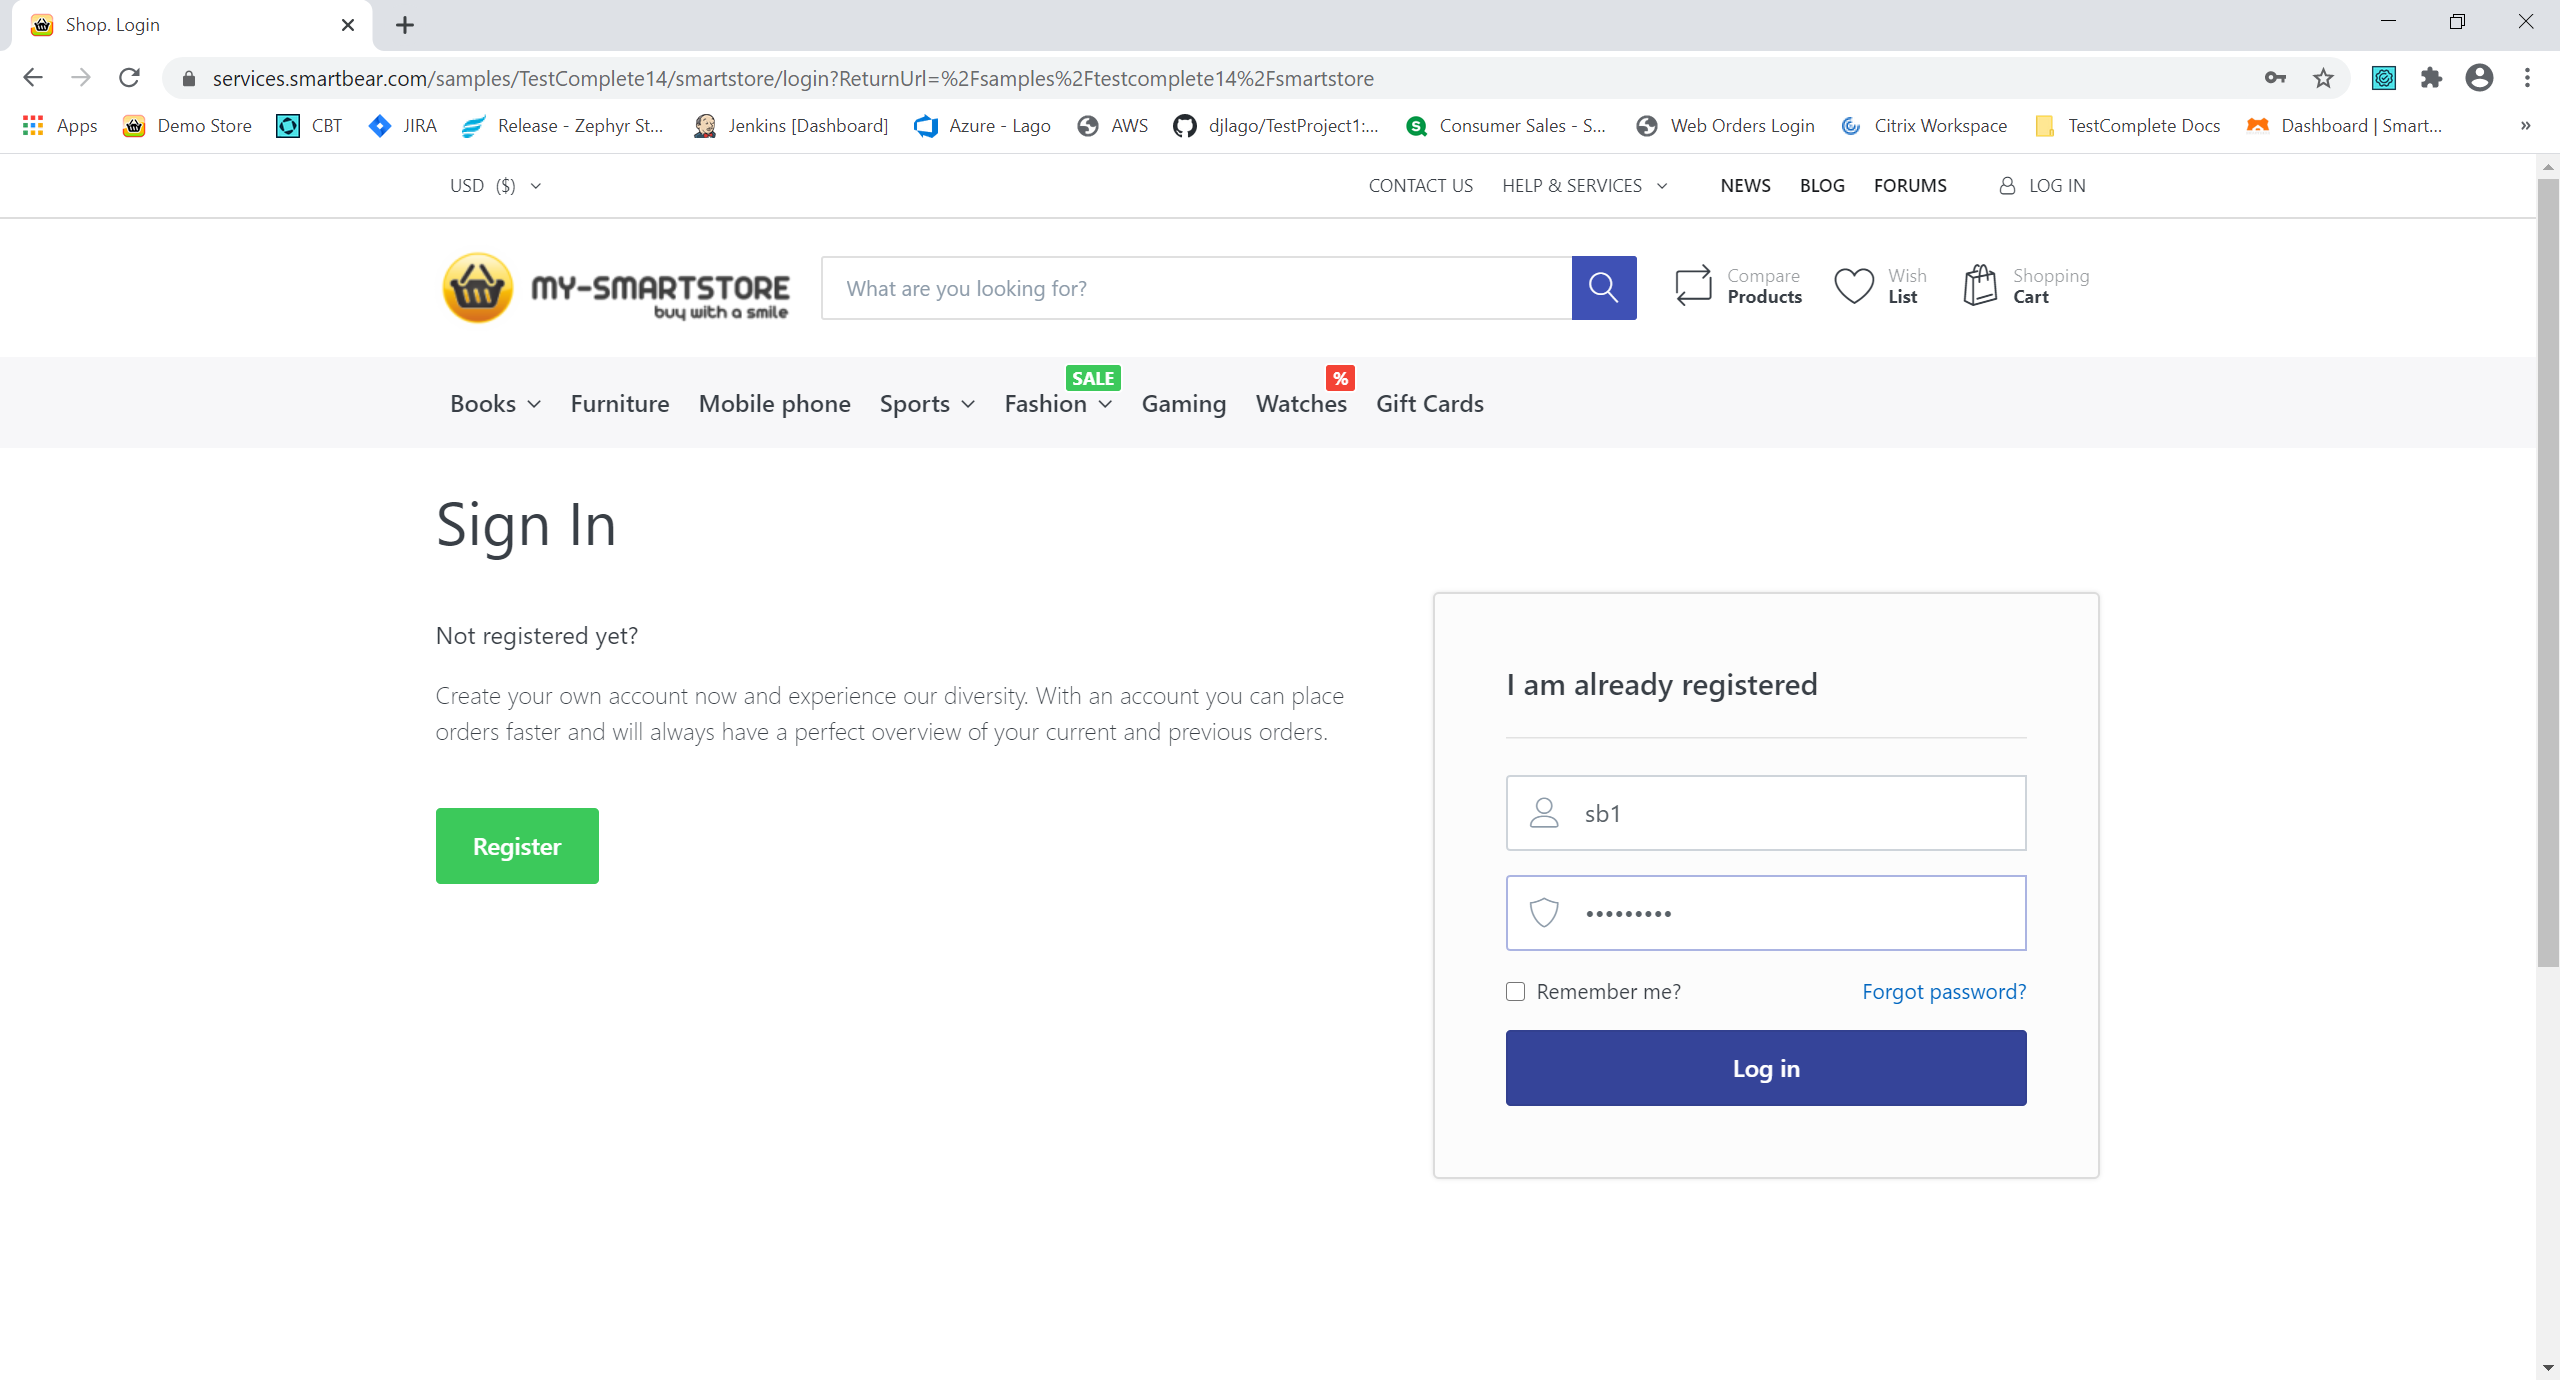 Shop. Login
services.smartbear.com/samples/TestComplete14/smartstore/login?ReturnUrl=%2Fsamples%2Ftestcomplete14%2Fsmartstore
Apps Demo Store CBT JIRA Release - Zephyr St... Jenkins [Dashboard] Azure - Lago AWS djlago/TestProject1:... Consumer Sales - S... Web Orders Login Citrix Workspace TestComplete Docs Dashboard | Smart... »
USD ($) CONTACT US HELP & SERVICES NEWS BLOG FORUMS LOG IN
MY-SMARTSTORE
buy with a smile
What are you looking for?
Compare
Products
Wish
List
Shopping
Cart
SALE %
Books Furniture Mobile phone Sports Fashion Gaming Watches Gift Cards
Sign In
Not registered yet?
Create your own account now and experience our diversity. With an account you can place
orders faster and will always have a perfect overview of your current and previous orders.
Register
I am already registered
sb1
•••••••••
Remember me? Forgot password?
Log in